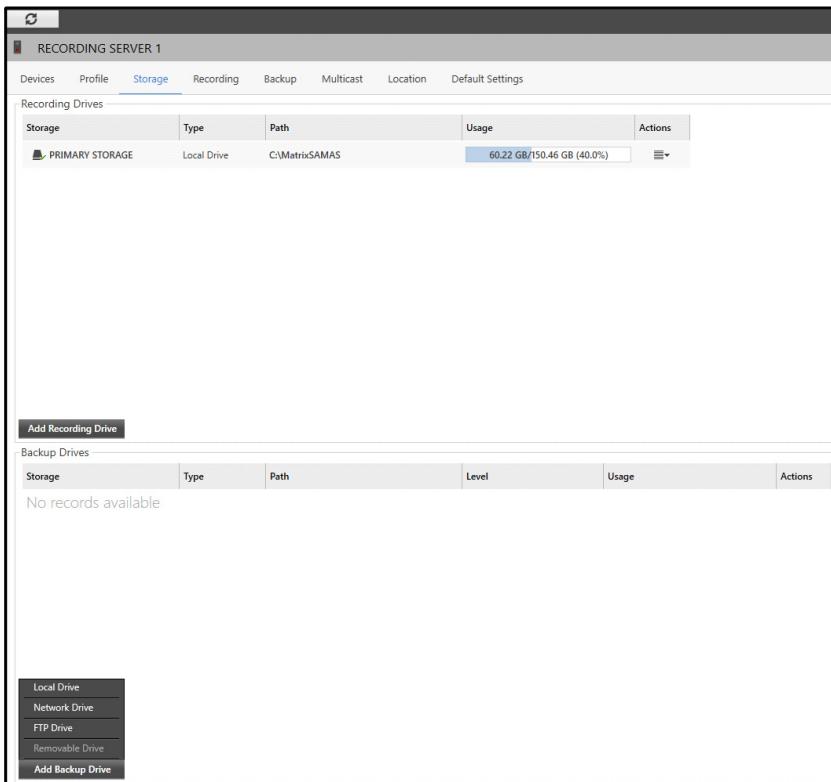 RECORDING SERVER 1
Devices Profile Storage Recording Backup Multicast Location Default Settings
Recording Drives
Storage Type Path Usage Actions
PRIMARY STORAGE Local Drive C:\MatrixSAMAS 60.22 GB/150.46 GB (40.0%)
Add Recording Drive
Backup Drives
Storage Type Path Level Usage Actions
No records available
Local Drive
Network Drive
FTP Drive
Removable Drive
Add Backup Drive